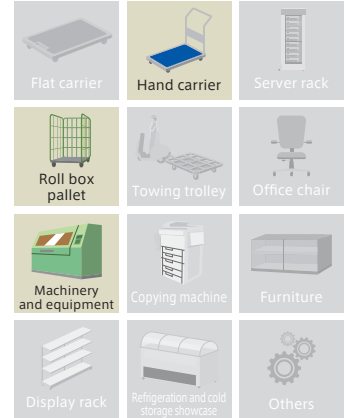 Flat carrier
Hand carrier
Server rack
Roll box
pallet
Towing trolley
Office chair
Machinery
and equipment
Copying machine
Furniture
Display rack
Refrigeration and cold
storage showcase
Others